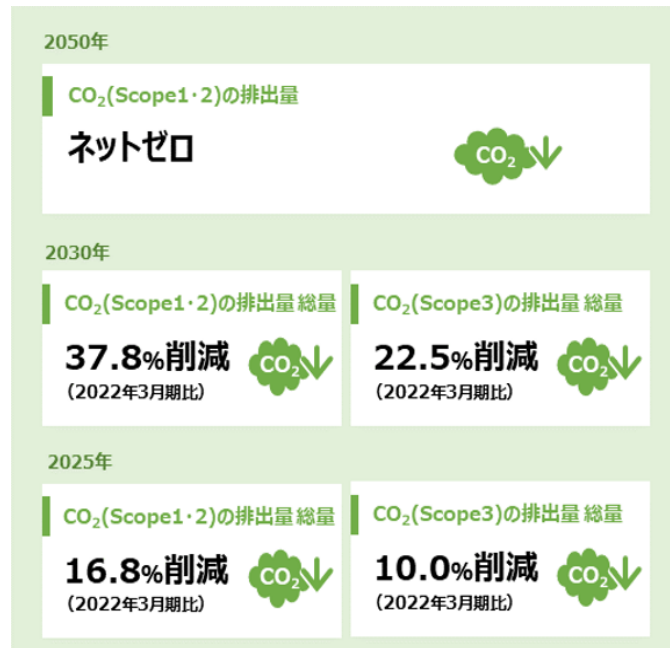 2050年
CO₂(Scope1・2)の排出量
ネットゼロ
CO₂
2030年
CO₂(Scope1・2)の排出量 総量
37.8%削減
CO₂
(2022年3月期比)
CO₂(Scope3)の排出量 総量
22.5%削減
CO₂
(2022年3月期比)
2025年
CO₂(Scope1・2)の排出量 総量
16.8%削減
CO₂
(2022年3月期比)
CO₂(Scope3)の排出量 総量
10.0%削減
CO₂
(2022年3月期比)